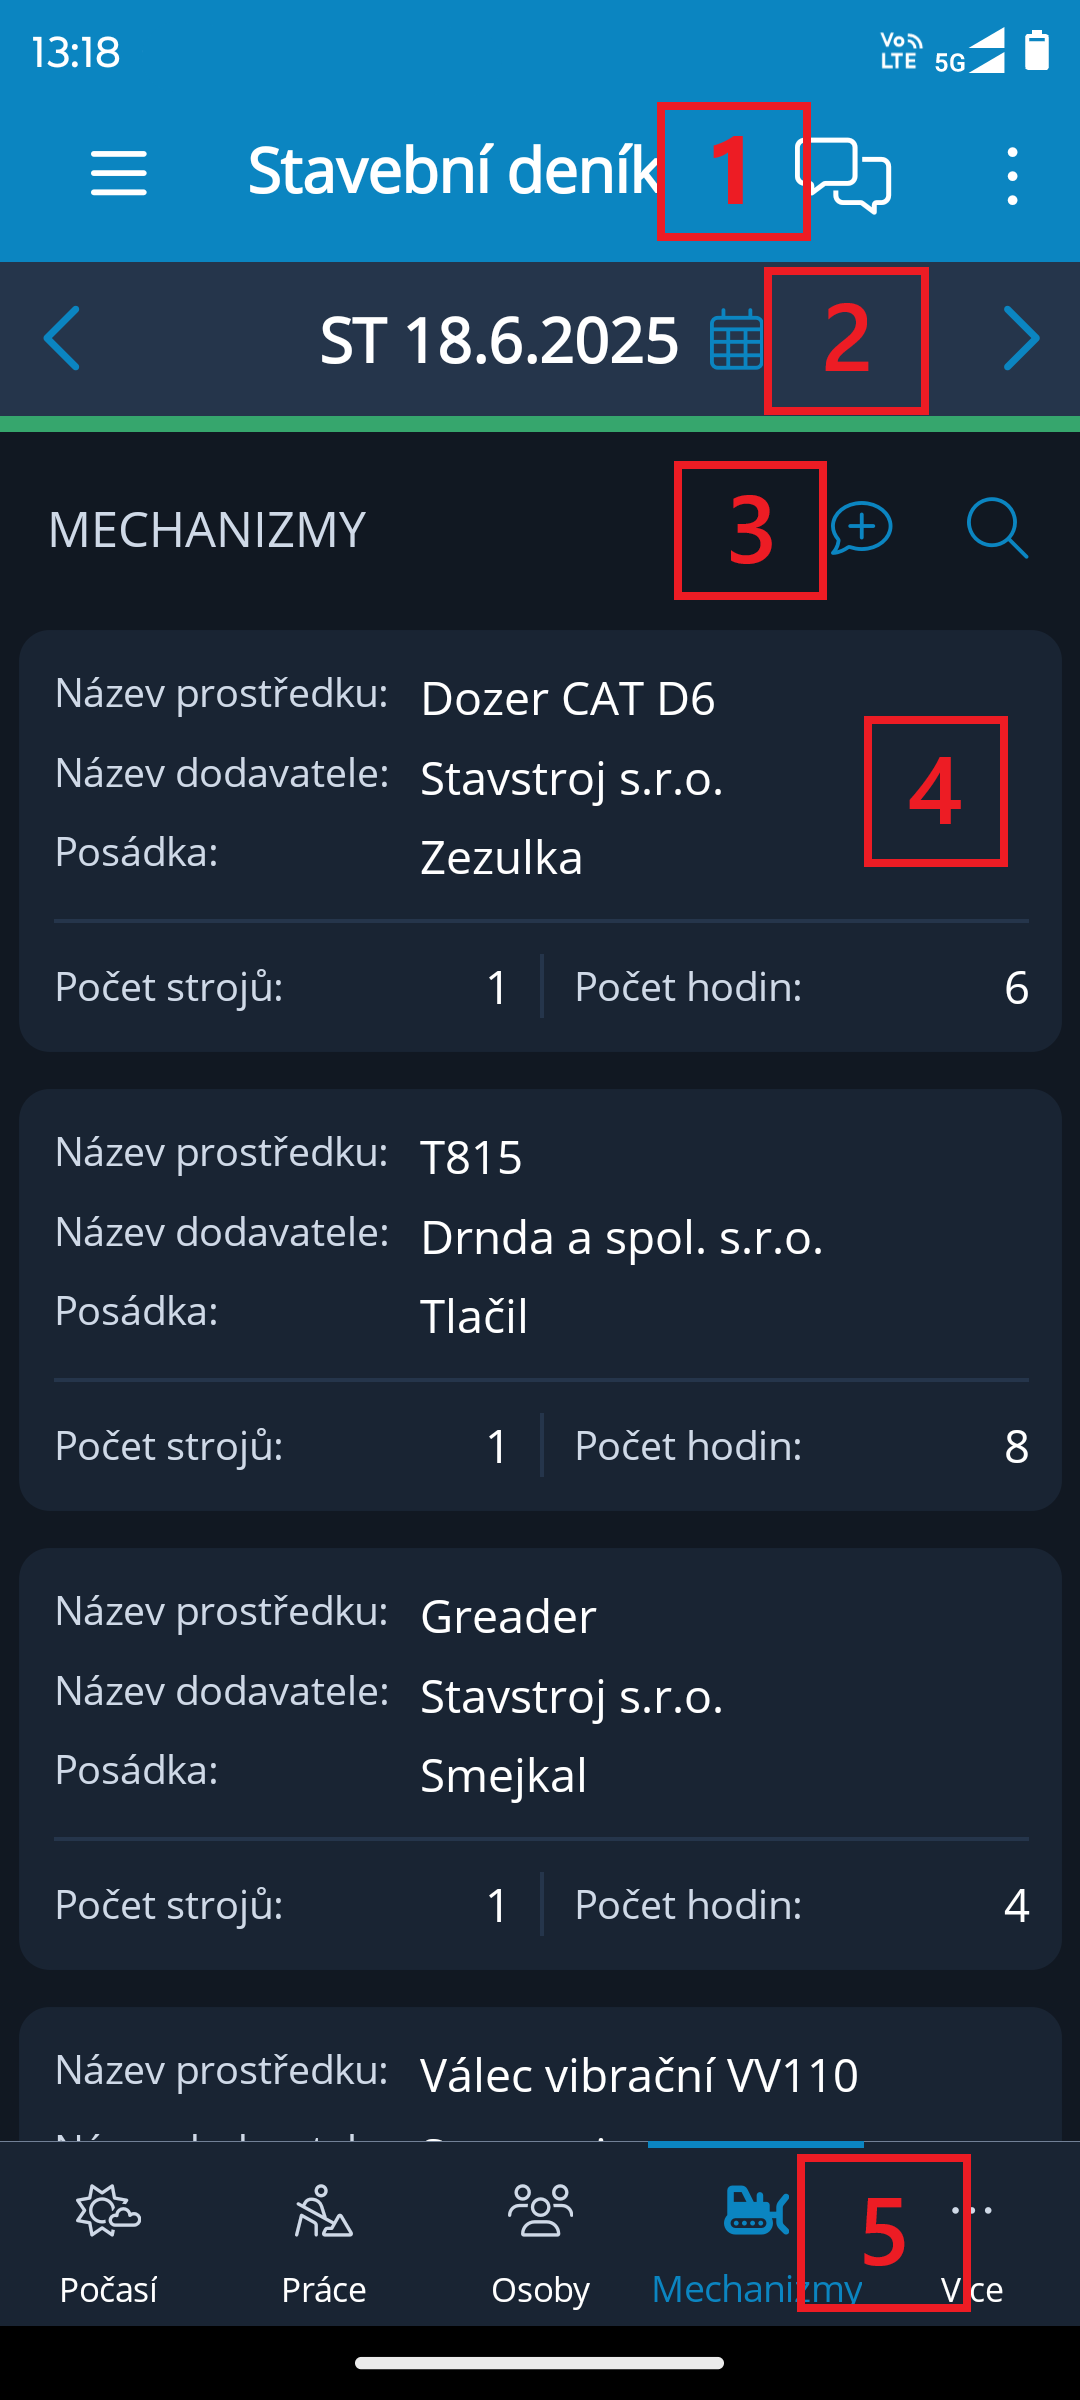 13:18
Vo LTE 5G
Stavební deník 1
ST 18.6.2025 2
MECHANIZMY 3
Název prostředku: Dozer CAT D6
Název dodavatele: Stavstroj s.r.o. 4
Posádka: Zezulka
Počet strojů: 1 Počet hodin: 6
Název prostředku: T815
Název dodavatele: Drnda a spol. s.r.o.
Posádka: Tlačil
Počet strojů: 1 Počet hodin: 8
Název prostředku: Greader
Název dodavatele: Stavstroj s.r.o.
Posádka: Smejkal
Počet strojů: 1 Počet hodin: 4
Název prostředku: Válec vibrační VV110
5
Počasí Práce Osoby Mechanizmy Více